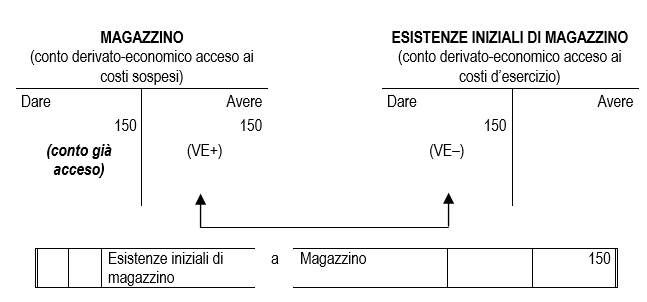 MAGAZZINO
(conto derivato-economico acceso ai
costi sospesi)
Dare Avere
150 150
(conto già
acceso)
(VE+)
ESISTENZE INIZIALI DI MAGAZZINO
(conto derivato-economico acceso ai
costi d'esercizio)
Dare Avere
150
(VE–)
Esistenze iniziali di
magazzino
a Magazzino 150